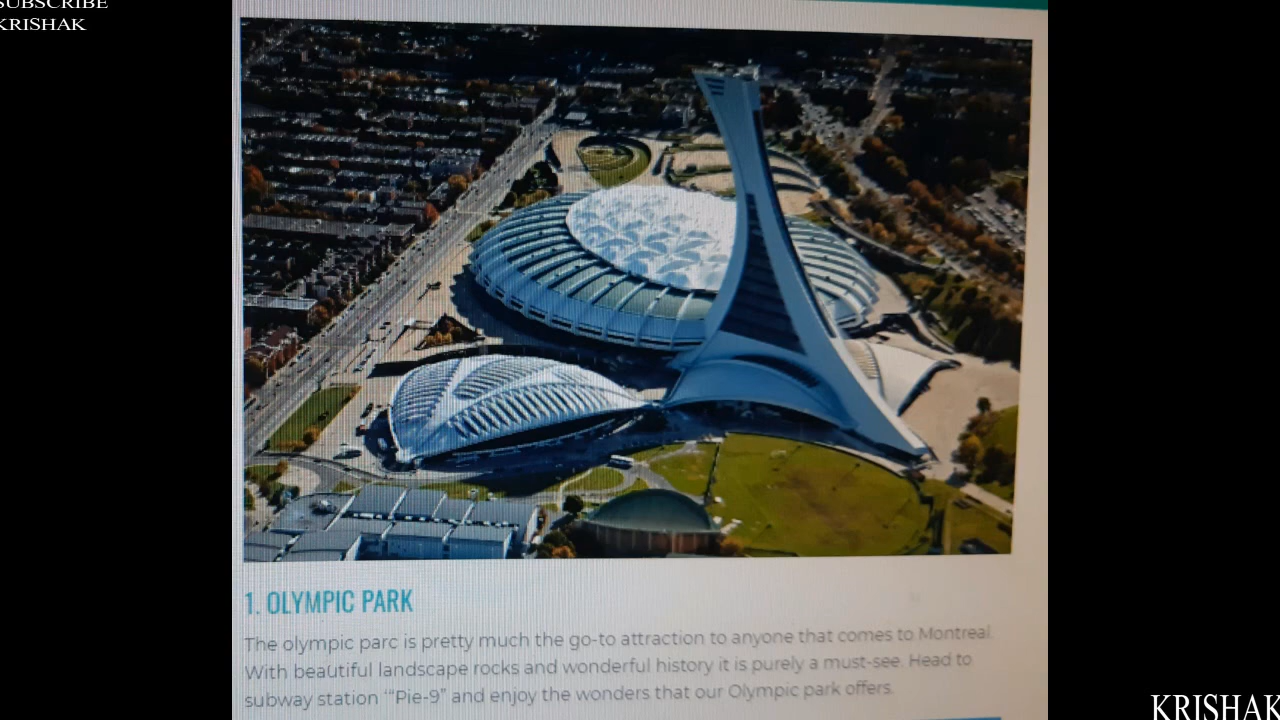 SUBSCRIBE
KRISHAK
1. OLYMPIC PARK
The olympic parc is pretty much the go-to attraction to anyone that comes to Montreal.
With beautiful landscape rocks and wonderful history it is purely a must-see. Head to
subway station '"Pie-9" and enjoy the wonders that our Olympic park offers.
KRISHAK